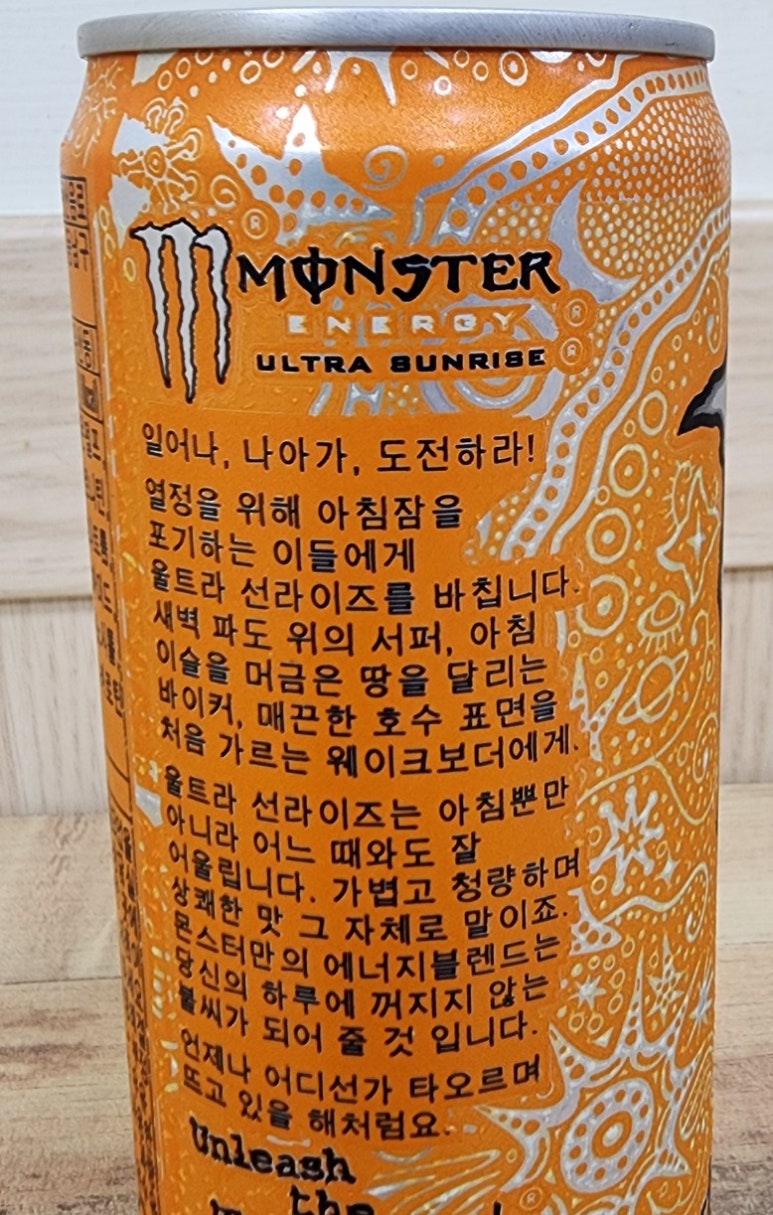 MONSTER
ENERGY
ULTRA SUNRISE
일어나, 나아가, 도전하라!
열정을 위해 아침잠을
포기하는 이들에게
울트라 선라이즈를 바칩니다.
새벽 파도 위의 서퍼, 아침
이슬을 머금은 땅을 달리는
바이커, 매끈한 호수 표면을
처음 가르는 웨이크보더에게.
울트라 선라이즈는 아침뿐만
아니라 어느 때와도 잘
어울립니다. 가볍고 청량하며
상쾌한 맛 그 자체로 말이죠.
몬스터만의 에너지블렌드는
당신의 하루에 꺼지지 않는
불씨가 되어 줄 것 입니다.
언제나 어디선가 타오르며
뜨고 있을 해처럼요.
Unleash
the